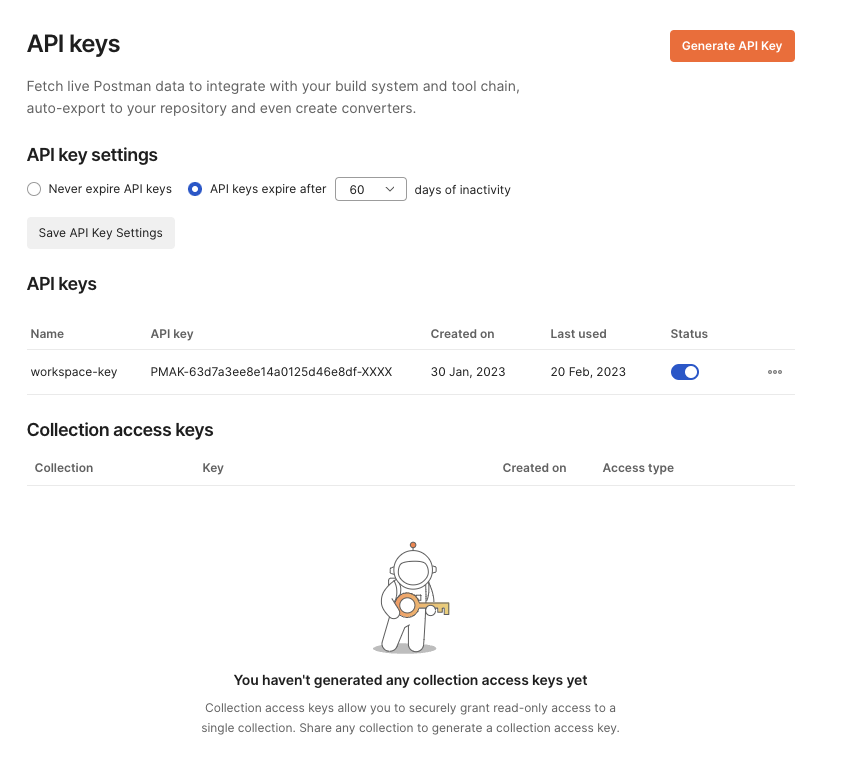 API keys
Generate API Key
Fetch live Postman data to integrate with your build system and tool chain,
auto-export to your repository and even create converters.
API key settings
Never expire API keys API keys expire after 60 days of inactivity
Save API Key Settings
API keys
Name API key Created on Last used Status
workspace-key PMAK-63d7a3ee8e14a0125d46e8df-XXXX 30 Jan, 2023 20 Feb, 2023
Collection access keys
Collection Key Created on Access type
You haven't generated any collection access keys yet
Collection access keys allow you to securely grant read-only access to a
single collection. Share any collection to generate a collection access key.